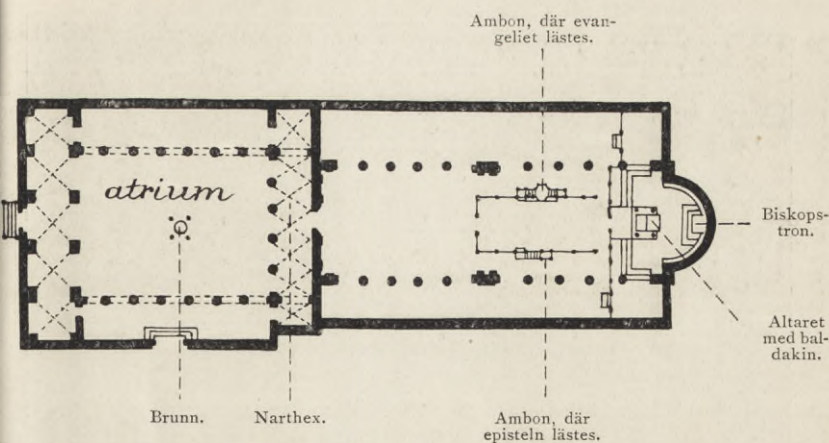 Ambon, där evan-
geliet lästes.
atrium
Biskops-
tron.
Altaret
med bal-
dakin.
Brunn.
Narthex.
Ambon, där
episteln lästes.